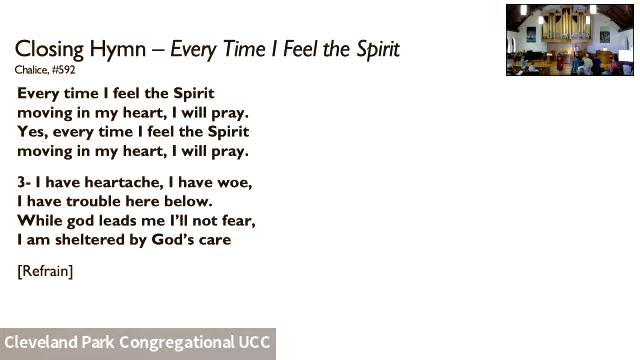 Closing Hymn – Every Time I Feel the Spirit
Chalice, #592
Every time I feel the Spirit
moving in my heart, I will pray.
Yes, every time I feel the Spirit
moving in my heart, I will pray.
3- I have heartache, I have woe,
I have trouble here below.
While god leads me I'll not fear,
I am sheltered by God's care
[Refrain]
Cleveland Park Congregational UCC